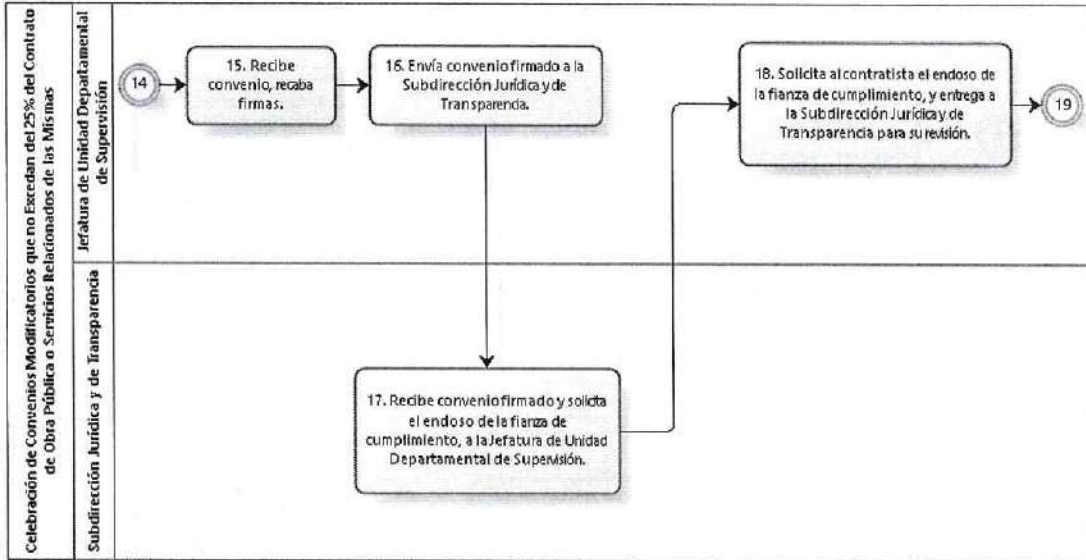 Celebración de Convenios Modificatorios que no Excedan del 25% del Contrato
de Obra Pública o Servicios Relacionados de las Mismas
Jefatura de Unidad Departamental
de Supervisión
14
15. Recibe
convenio, recaba
firmas.
16. Envía convenio firmado a la
Subdirección Jurídica y de
Transparencia.
18. Solicita al contratista el endoso de
la fianza de cumplimiento, y entrega a
la Subdirección Jurídica y de
Transparencia para su revisión.
19
Subdirección Jurídica y de Transparencia
17. Recibe convenio firmado y solicita
el endoso de la fianza de
cumplimiento, a la Jefatura de Unidad
Departamental de Supervisión.